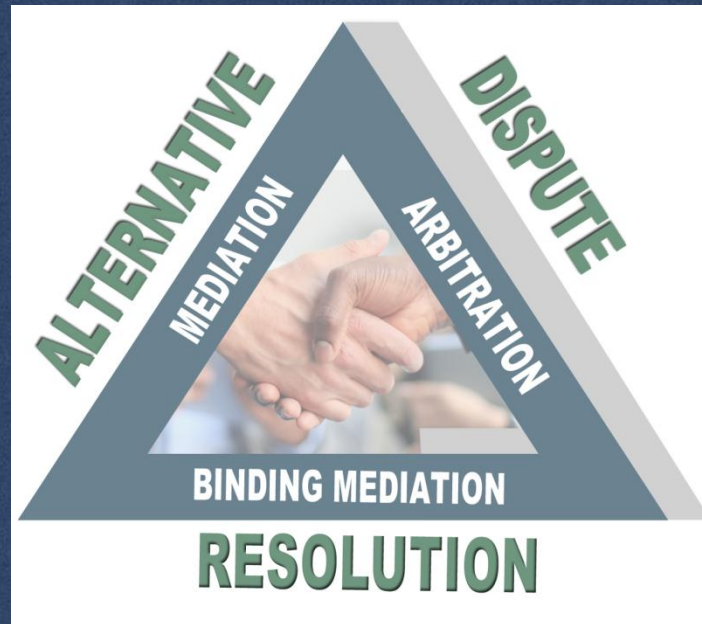 ALTERNATIVE
DISPUTE
MEDIATION
ARBITRATION
BINDING MEDIATION
RESOLUTION